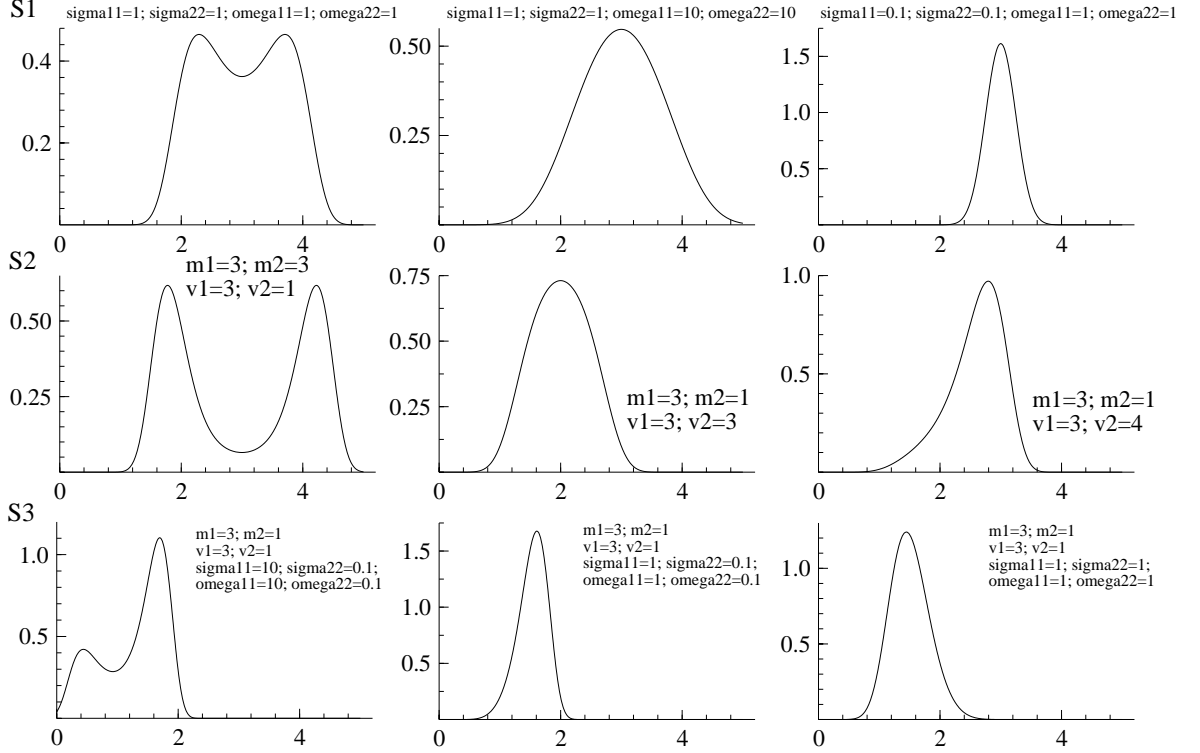 S1
sigma11=1; sigma22=1; omega11=1; omega22=1
sigma11=1; sigma22=1; omega11=10; omega22=10
sigma11=0.1; sigma22=0.1; omega11=1; omega22=1
0.4
0.2
0 2 4
0.50
0.25
0 2 4
1.5
1.0
0.5
0 2 4
S2
m1=3; m2=3
v1=3; v2=1
0.50
0.25
0 2 4
0.75
0.50
0.25
m1=3; m2=1
v1=3; v2=3
0 2 4
1.0
0.5
m1=3; m2=1
v1=3; v2=4
0 2 4
S3
m1=3; m2=1
v1=3; v2=1
sigma11=10; sigma22=0.1;
omega11=10; omega22=0.1
1.0
0.5
0 2 4
m1=3; m2=1
v1=3; v2=1
sigma11=1; sigma22=0.1;
omega11=1; omega22=0.1
1.5
1.0
0.5
0 2 4
m1=3; m2=1
v1=3; v2=1
sigma11=1; sigma22=1;
omega11=1; omega22=1
1.0
0.5
0 2 4